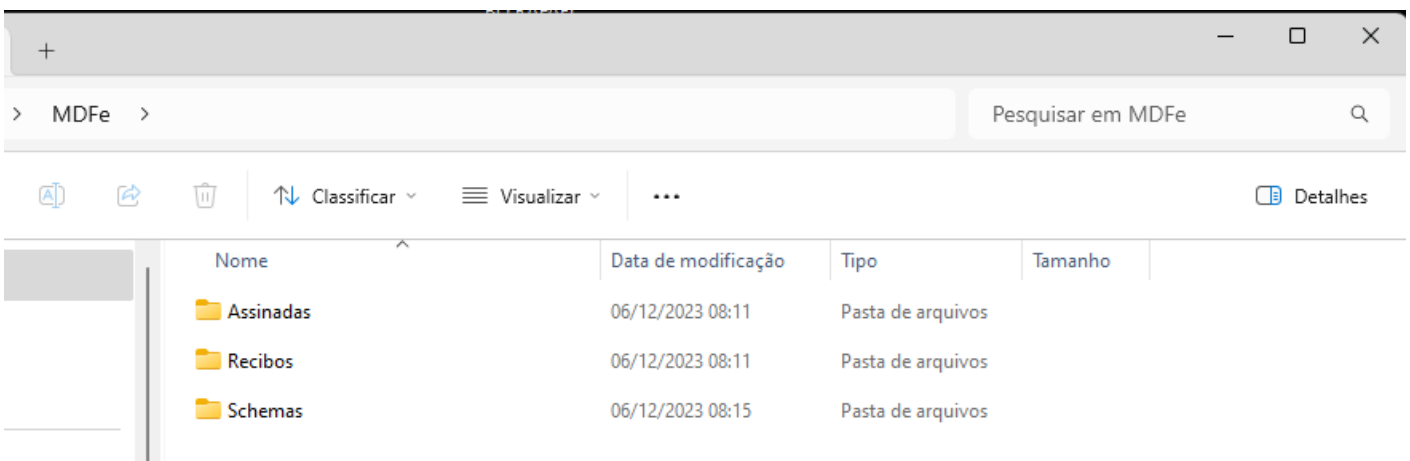 MDFe
Pesquisar em MDFe
Classificar
Visualizar
Detalhes
Nome Data de modificação Tipo Tamanho
Assinadas 06/12/2023 08:11 Pasta de arquivos
Recibos 06/12/2023 08:11 Pasta de arquivos
Schemas 06/12/2023 08:15 Pasta de arquivos